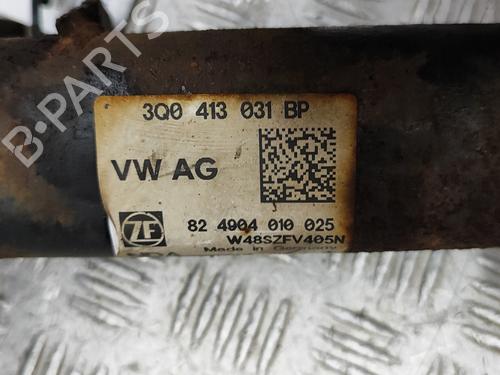 3Q0 413 031 BP
VW AG
ZF
82 4904 010 025
W48SZFV405N
Made in Germany
B-PARTS